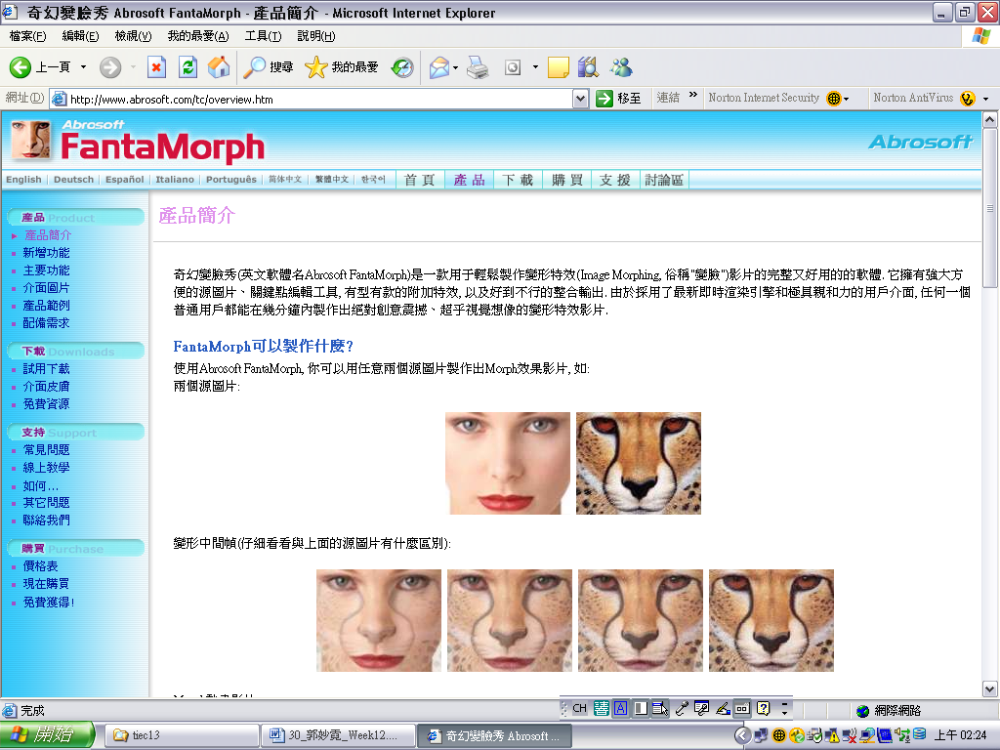 奇幻變臉秀 Abrosoft FantaMorph - 產品簡介 - Microsoft Internet Explorer
檔案(F) 編輯(E) 檢視(V) 我的最愛(A) 工具(T) 說明(H)
上一頁 搜尋 我的最愛
網址(D) http://www.abrosoft.com/tc/overview.htm 移至 連結 » Norton Internet Security Norton AntiVirus
Abrosoft
FantaMorph
Abrosoft
English Deutsch Español Italiano Português 简体中文 繁體中文 한국어 首頁 產品 下載 購買 支援 討論區
產品 Product
產品簡介
新增功能
主要功能
介面圖片
產品範例
配備需求
下載 Downloads
試用下載
介面皮膚
免費資源
支持 Support
常見問題
線上教學
如何...
其它問題
聯絡我們
購買 Purchase
價格表
現在購買
免費獲得!
產品簡介
奇幻變臉秀(英文軟體名Abrosoft FantaMorph)是一款用于輕鬆製作變形特效(Image Morphing, 俗稱"變臉")影片的完整又好用的的軟體. 它擁有強大方
便的源圖片、關鍵點編輯工具, 有型有款的附加特效, 以及好到不行的整合輸出. 由於採用了最新即時渲染引擎和極具親和力的用戶介面, 任何一個
普通用戶都能在幾分鐘內製作出絕對創意震撼、超乎視覺想像的變形特效影片.
FantaMorph可以製作什麼?
使用Abrosoft FantaMorph, 你可以用任意兩個源圖片製作出Morph效果影片, 如:
兩個源圖片:
變形中間幀(仔細看看與上面的源圖片有什麼區別):
完成 CH 網際網路
開始 tiec13 30_郭妙霓_Week12.... 奇幻變臉秀 Abrosoft ... 上午 02:24